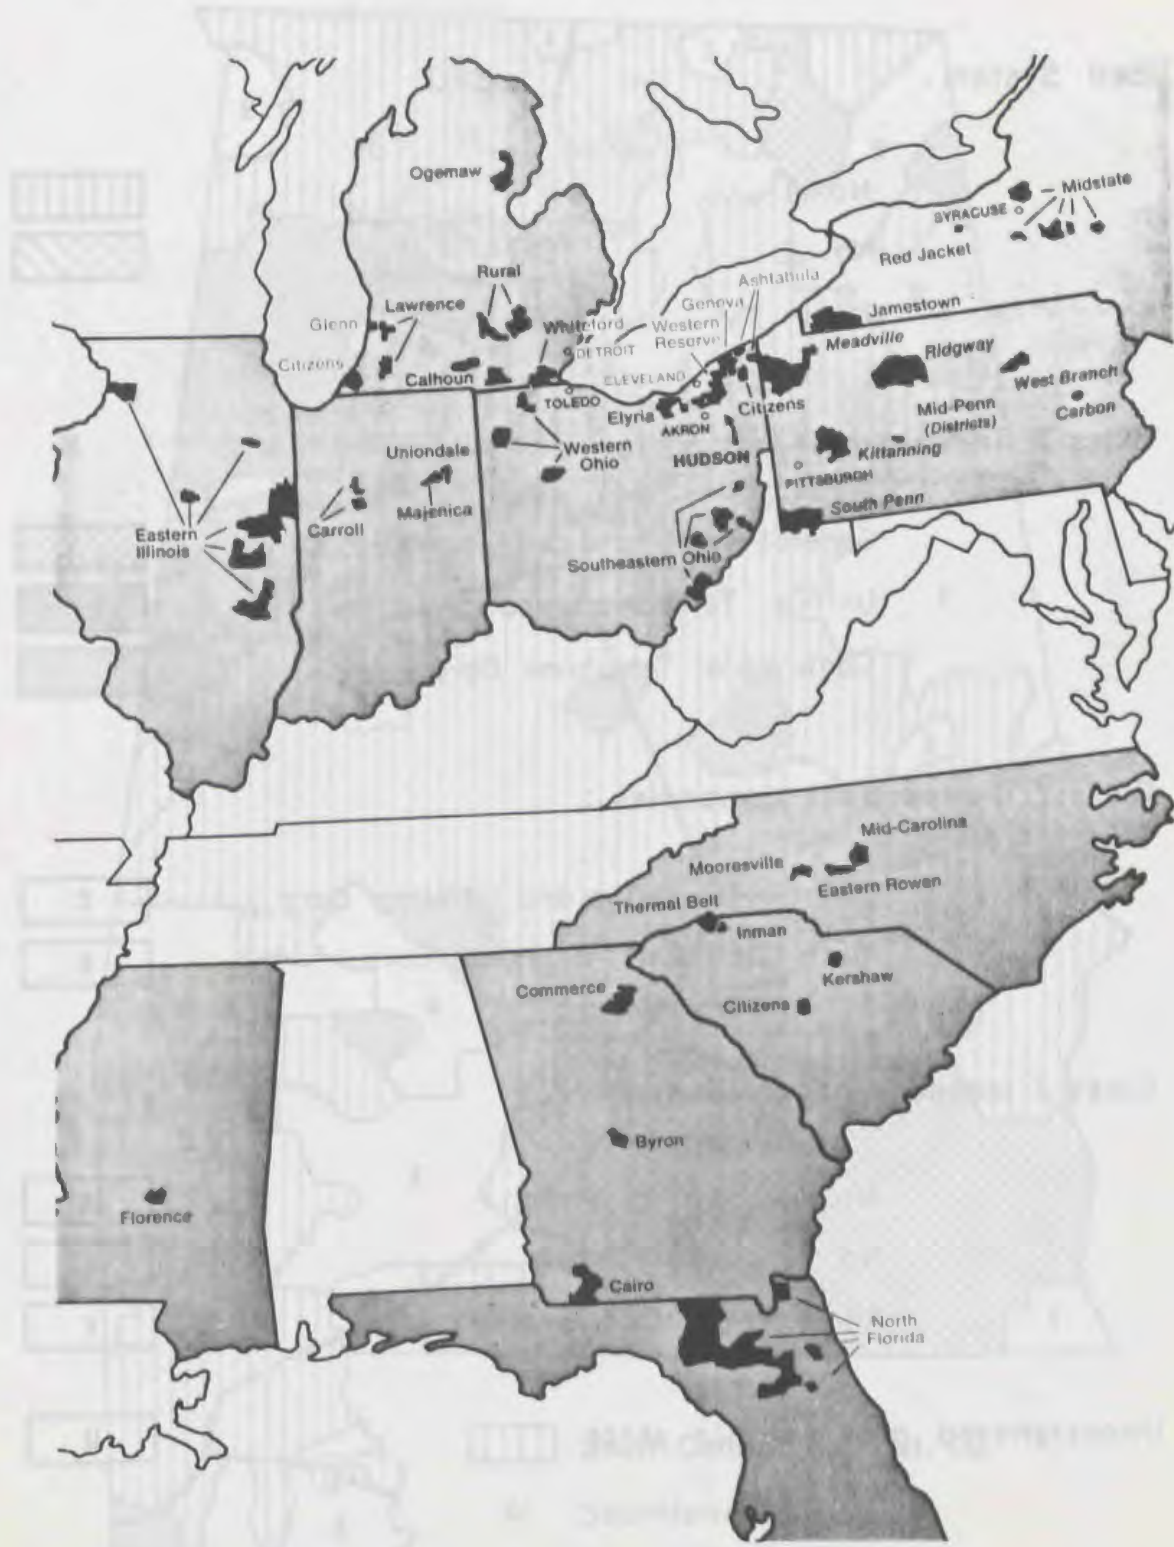 Ogemaw
Midstate
SYRACUSE
Red Jacket
Rural
Ashtabula
Lawrence
Geneva
Jamestown
Glenn
Whiteford
Western
Reserve
Meadville
DETROIT
Ridgway
Citizens
Calhoun
CLEVELAND
West Branch
TOLEDO
Elyria
Citizens
Mid-Penn
(Districts)
Carbon
AKRON
Uniondale
Western
Ohio
HUDSON
Kittanning
PITTSBURGH
Majenica
South Penn
Carroll
Eastern
Illinois
Southeastern Ohio
Mid-Carolina
Mooresville
Eastern Rowan
Thermal Belt
Inman
Kershaw
Commerce
Citizens
Byron
Florence
Cairo
North
Florida